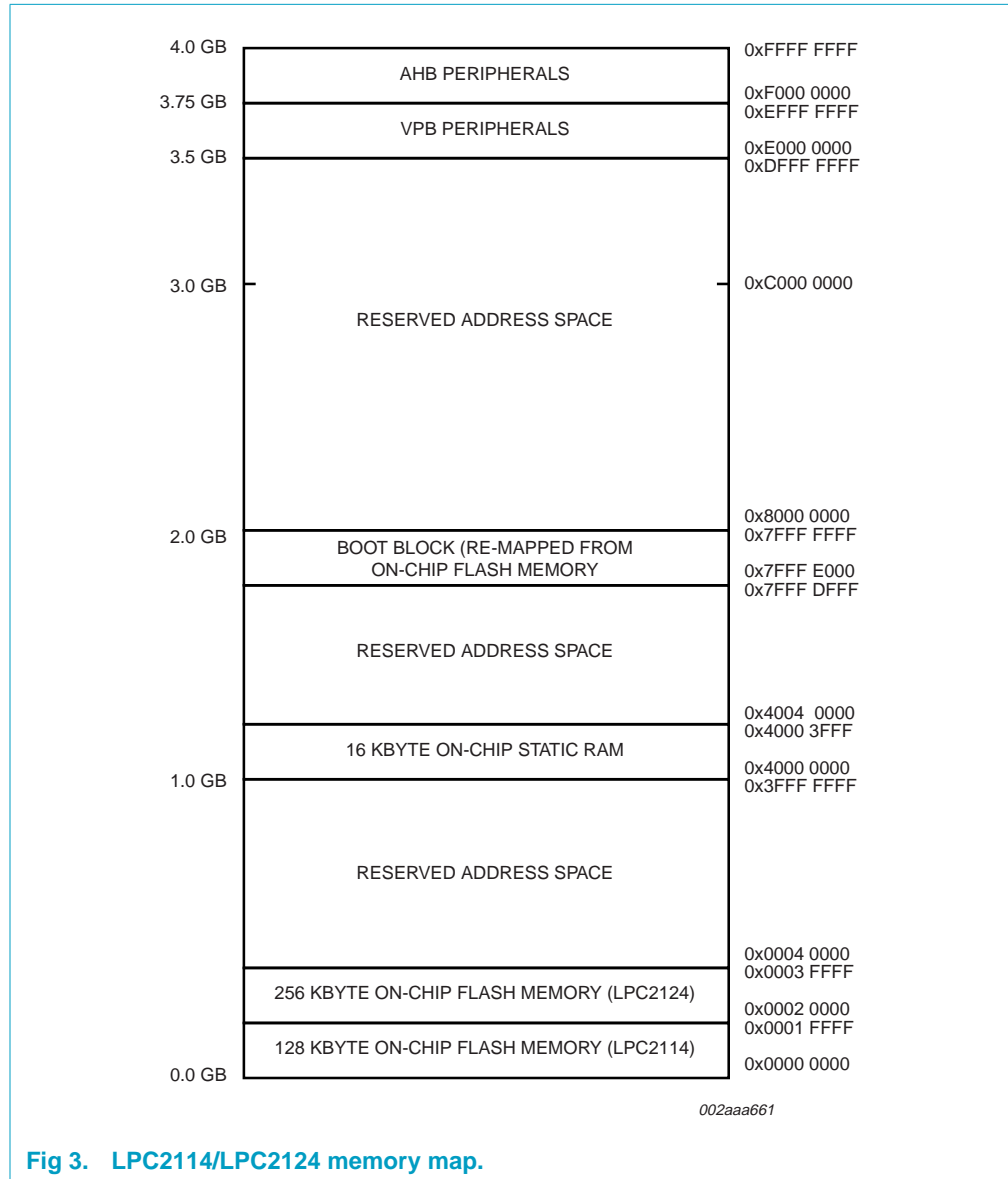 4.0 GB
0xFFFF FFFF
AHB PERIPHERALS
0xF000 0000
3.75 GB
0xEFFF FFFF
VPB PERIPHERALS
0xE000 0000
3.5 GB
0xDFFF FFFF
3.0 GB
0xC000 0000
RESERVED ADDRESS SPACE
0x8000 0000
2.0 GB
0x7FFF FFFF
BOOT BLOCK (RE-MAPPED FROM
ON-CHIP FLASH MEMORY
0x7FFF E000
0x7FFF DFFF
RESERVED ADDRESS SPACE
0x4004 0000
0x4000 3FFF
16 KBYTE ON-CHIP STATIC RAM
0x4000 0000
1.0 GB
0x3FFF FFFF
RESERVED ADDRESS SPACE
0x0004 0000
0x0003 FFFF
256 KBYTE ON-CHIP FLASH MEMORY (LPC2124)
0x0002 0000
0x0001 FFFF
128 KBYTE ON-CHIP FLASH MEMORY (LPC2114)
0x0000 0000
0.0 GB
002aaa661
Fig 3. LPC2114/LPC2124 memory map.